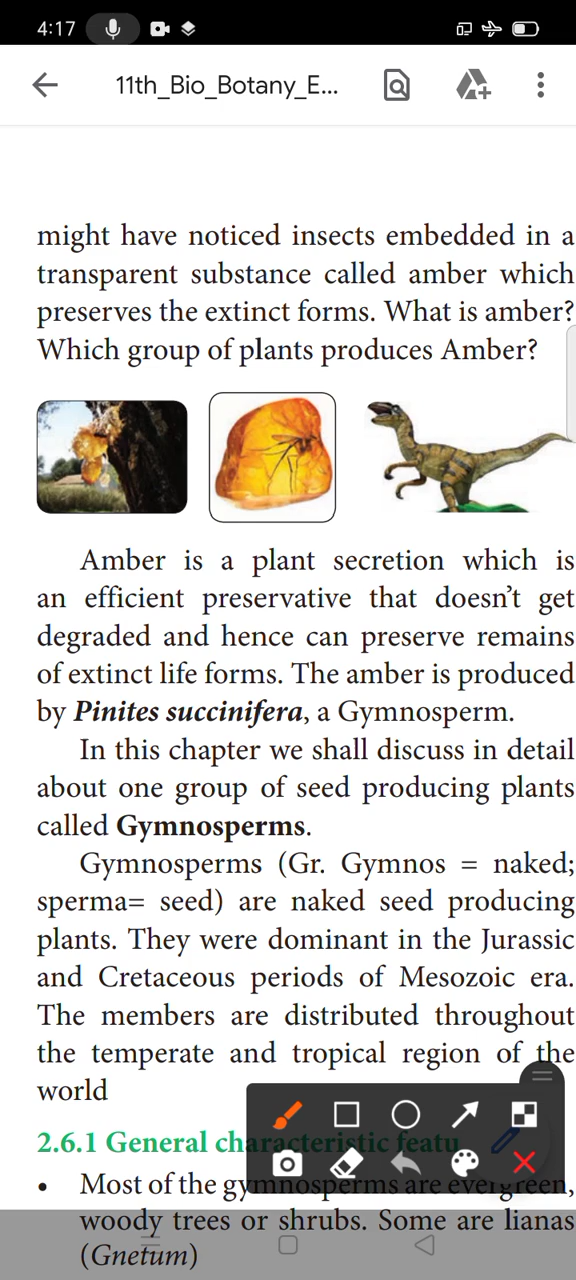 4:17
11th_Bio_Botany_E...
might have noticed insects embedded in a
transparent substance called amber which
preserves the extinct forms. What is amber?
Which group of plants produces Amber?
Amber is a plant secretion which is
an efficient preservative that doesn't get
degraded and hence can preserve remains
of extinct life forms. The amber is produced
by Pinites succinifera, a Gymnosperm.
In this chapter we shall discuss in detail
about one group of seed producing plants
called Gymnosperms.
Gymnosperms (Gr. Gymnos = naked;
sperma= seed) are naked seed producing
plants. They were dominant in the Jurassic
and Cretaceous periods of Mesozoic era.
The members are distributed throughout
the temperate and tropical region of the
world
2.6.1 General characteristic featu
• Most of the gymnosperms are evergreen,
woody trees or shrubs. Some are lianas
(Gnetum)